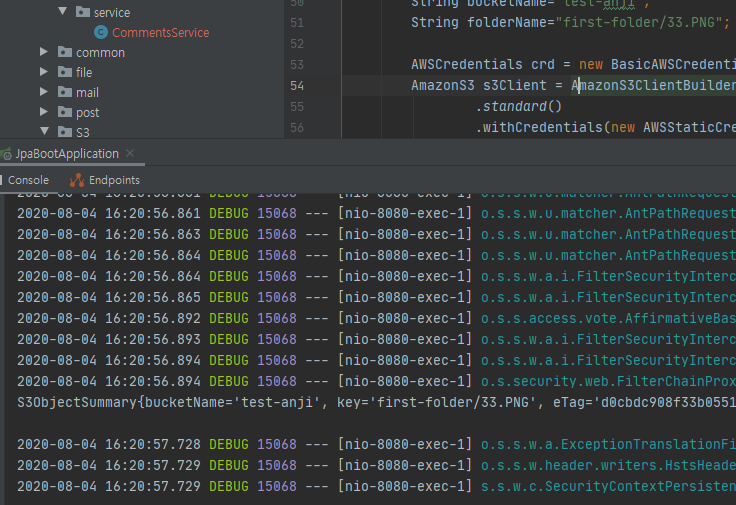 service
CommentsService
common
file
mail
post
S3
50 String bucketName="test-anji";
51 String folderName="first-folder/33.PNG";
52
53 AWSCredentials crd = new BasicAWSCredenti
54 AmazonS3 s3Client = AmazonS3ClientBuilder
55 .standard()
56 .withCredentials(new AWSStaticCre
JpaBootApplication
Console Endpoints
DEBUG 15068 --- [nio-8080-exec-1] o.s.s.w.u.matcher.AntPathRequest
2020-08-04 16:20:56.861 DEBUG 15068 --- [nio-8080-exec-1] o.s.s.w.u.matcher.AntPathRequest
2020-08-04 16:20:56.863 DEBUG 15068 --- [nio-8080-exec-1] o.s.s.w.u.matcher.AntPathRequest
2020-08-04 16:20:56.864 DEBUG 15068 --- [nio-8080-exec-1] o.s.s.w.u.matcher.AntPathRequest
2020-08-04 16:20:56.864 DEBUG 15068 --- [nio-8080-exec-1] o.s.s.w.a.i.FilterSecurityInterc
2020-08-04 16:20:56.865 DEBUG 15068 --- [nio-8080-exec-1] o.s.s.w.a.i.FilterSecurityInterc
2020-08-04 16:20:56.892 DEBUG 15068 --- [nio-8080-exec-1] o.s.s.access.vote.AffirmativeBas
2020-08-04 16:20:56.893 DEBUG 15068 --- [nio-8080-exec-1] o.s.s.w.a.i.FilterSecurityInterc
2020-08-04 16:20:56.894 DEBUG 15068 --- [nio-8080-exec-1] o.s.s.w.a.i.FilterSecurityInterc
2020-08-04 16:20:56.894 DEBUG 15068 --- [nio-8080-exec-1] o.s.security.web.FilterChainProx
S3ObjectSummary{bucketName='test-anji', key='first-folder/33.PNG', eTag='d0cbdc908f33b0551
2020-08-04 16:20:57.728 DEBUG 15068 --- [nio-8080-exec-1] o.s.s.w.a.ExceptionTranslationFi
2020-08-04 16:20:57.729 DEBUG 15068 --- [nio-8080-exec-1] o.s.s.w.header.writers.HstsHeade
2020-08-04 16:20:57.729 DEBUG 15068 --- [nio-8080-exec-1] s.s.w.c.SecurityContextPersisten